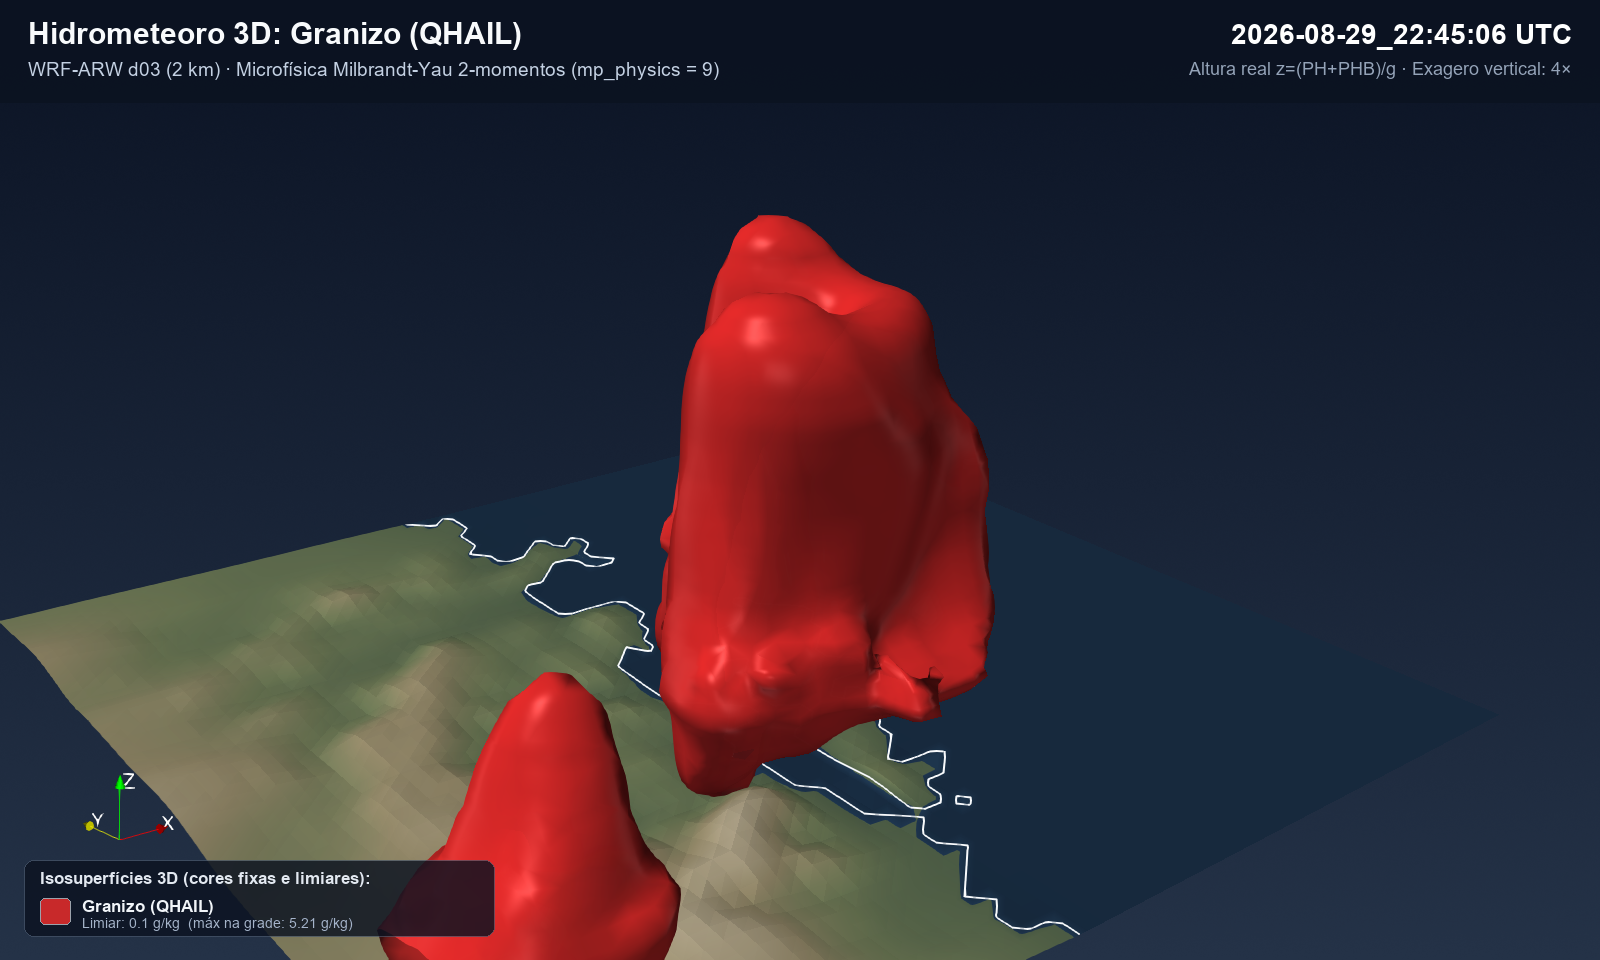 Hidrometeoro 3D: Granizo (QHAIL)
WRF-ARW d03 (2 km) · Microfísica Milbrandt-Yau 2-momentos (mp_physics = 9)
2026-08-29_22:45:06 UTC
Altura real z=(PH+PHB)/g · Exagero vertical: 4×
Z
Y
X
Isosuperfícies 3D (cores fixas e limiares):
Granizo (QHAIL)
Limiar: 0.1 g/kg (máx na grade: 5.21 g/kg)